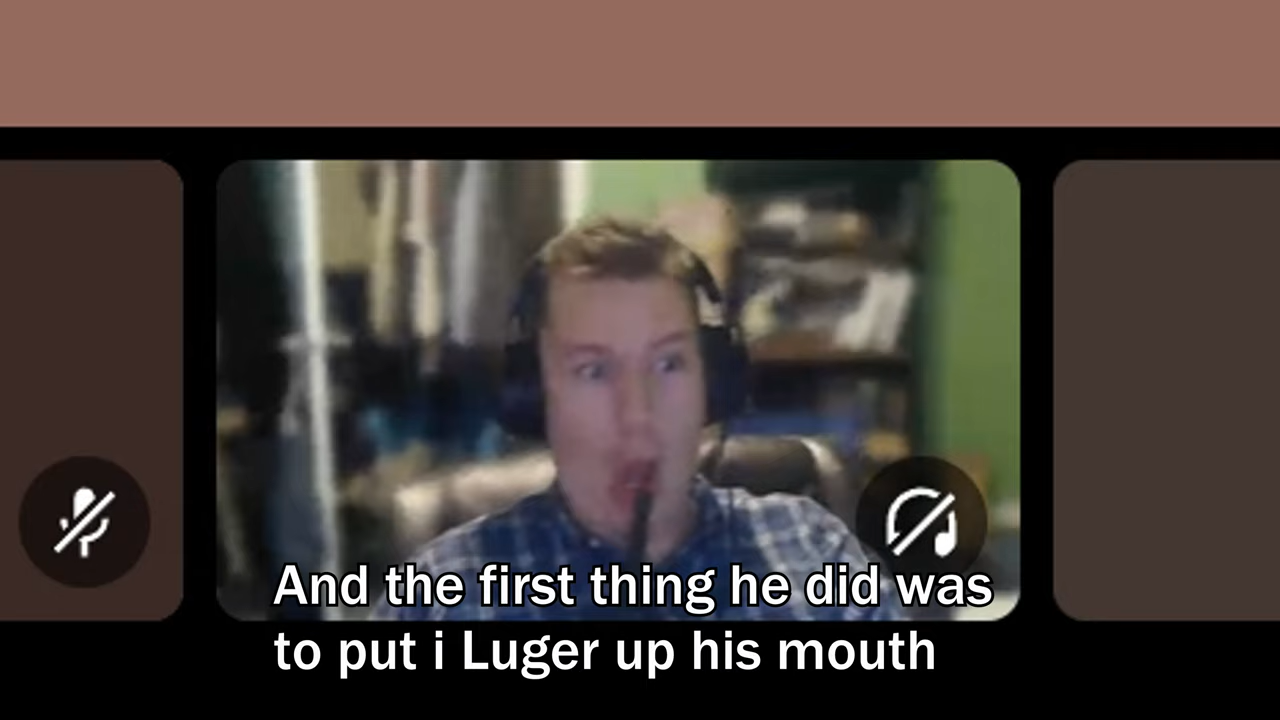 And the first thing he did was
to put i Luger up his mouth